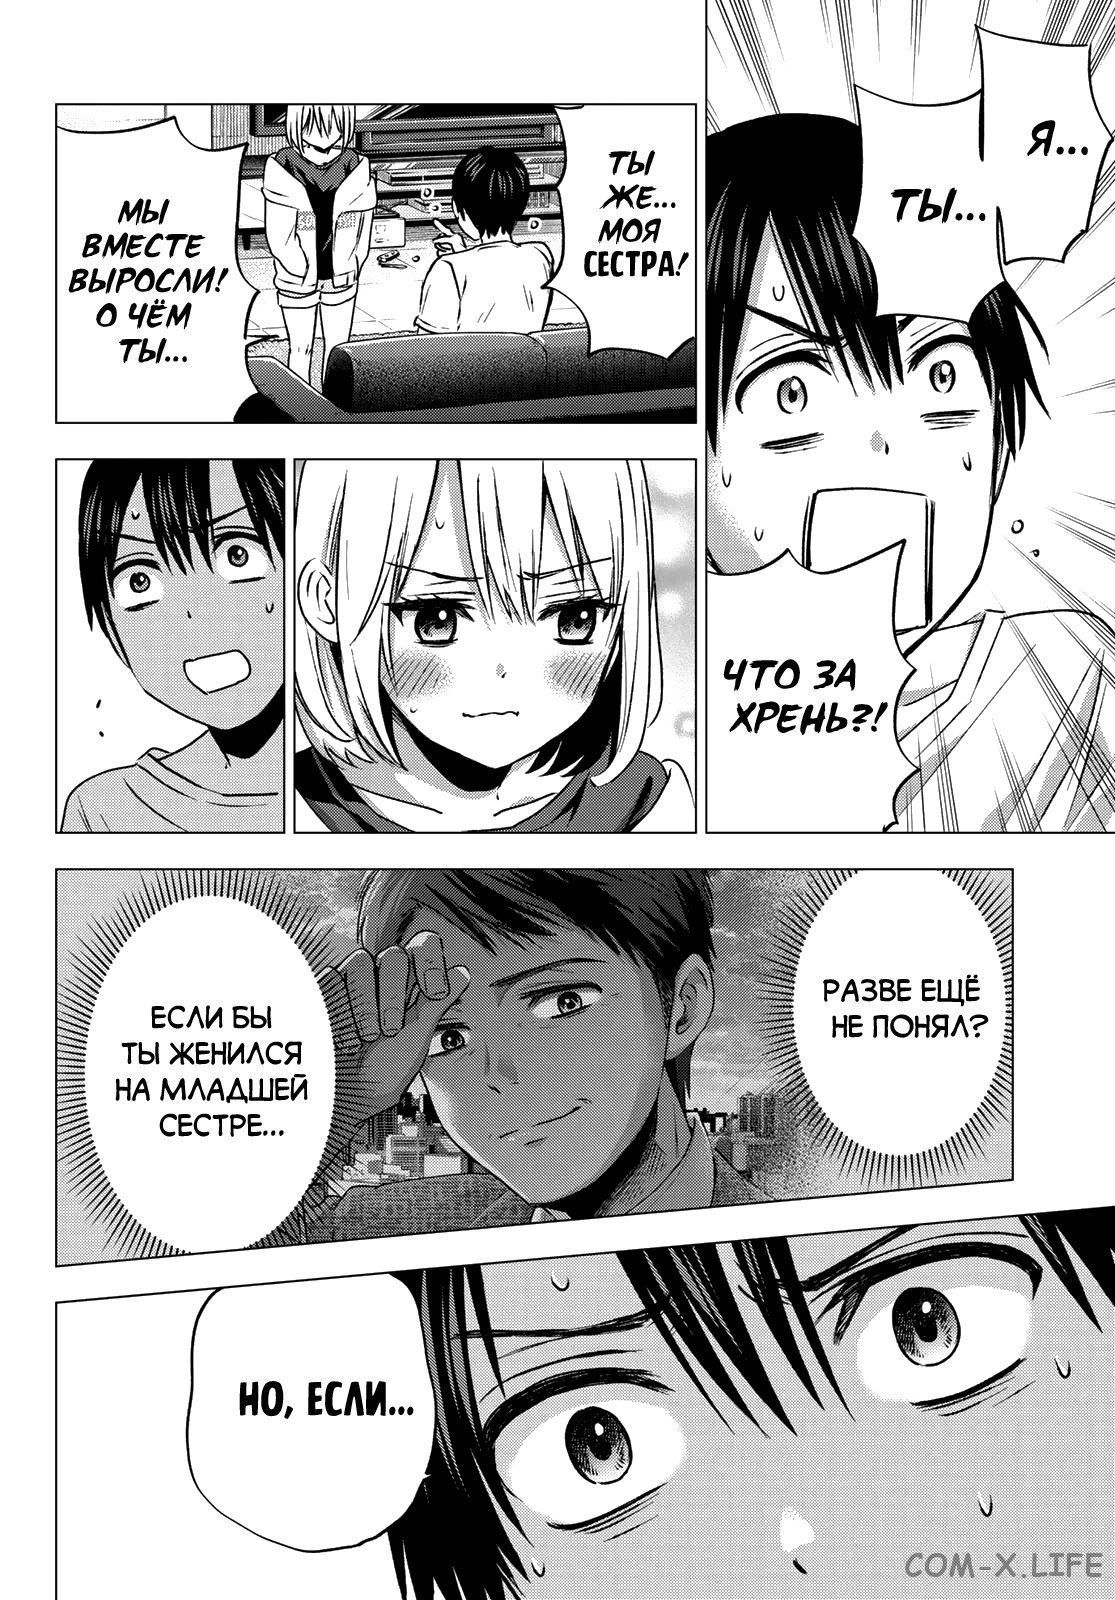 Я...
ТЫ...
ЧТО ЗА
ХРЕНЬ?!
ТЫ
ЖЕ...
МОЯ
СЕСТРА!
МЫ
ВМЕСТЕ
ВЫРОСЛИ!
О ЧЁМ
ТЫ...
РАЗВЕ ЕЩЁ
НЕ ПОНЯЛ?
ЕСЛИ БЫ
ТЫ ЖЕНИЛСЯ
НА МЛАДШЕЙ
СЕСТРЕ...
НО, ЕСЛИ...
COM-X.LIFE